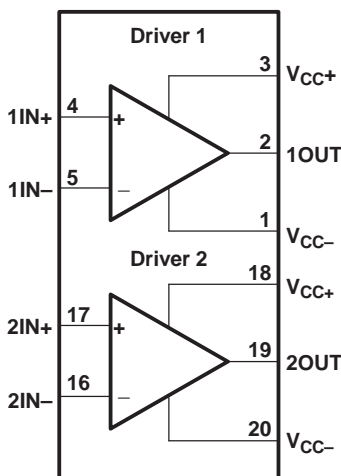 Driver 1
3 VCC+
1IN+ 4 +
2 1OUT
1IN− 5 −
1 VCC−
Driver 2
18 VCC+
2IN+ 17 +
19 2OUT
2IN− 16 −
20 VCC−